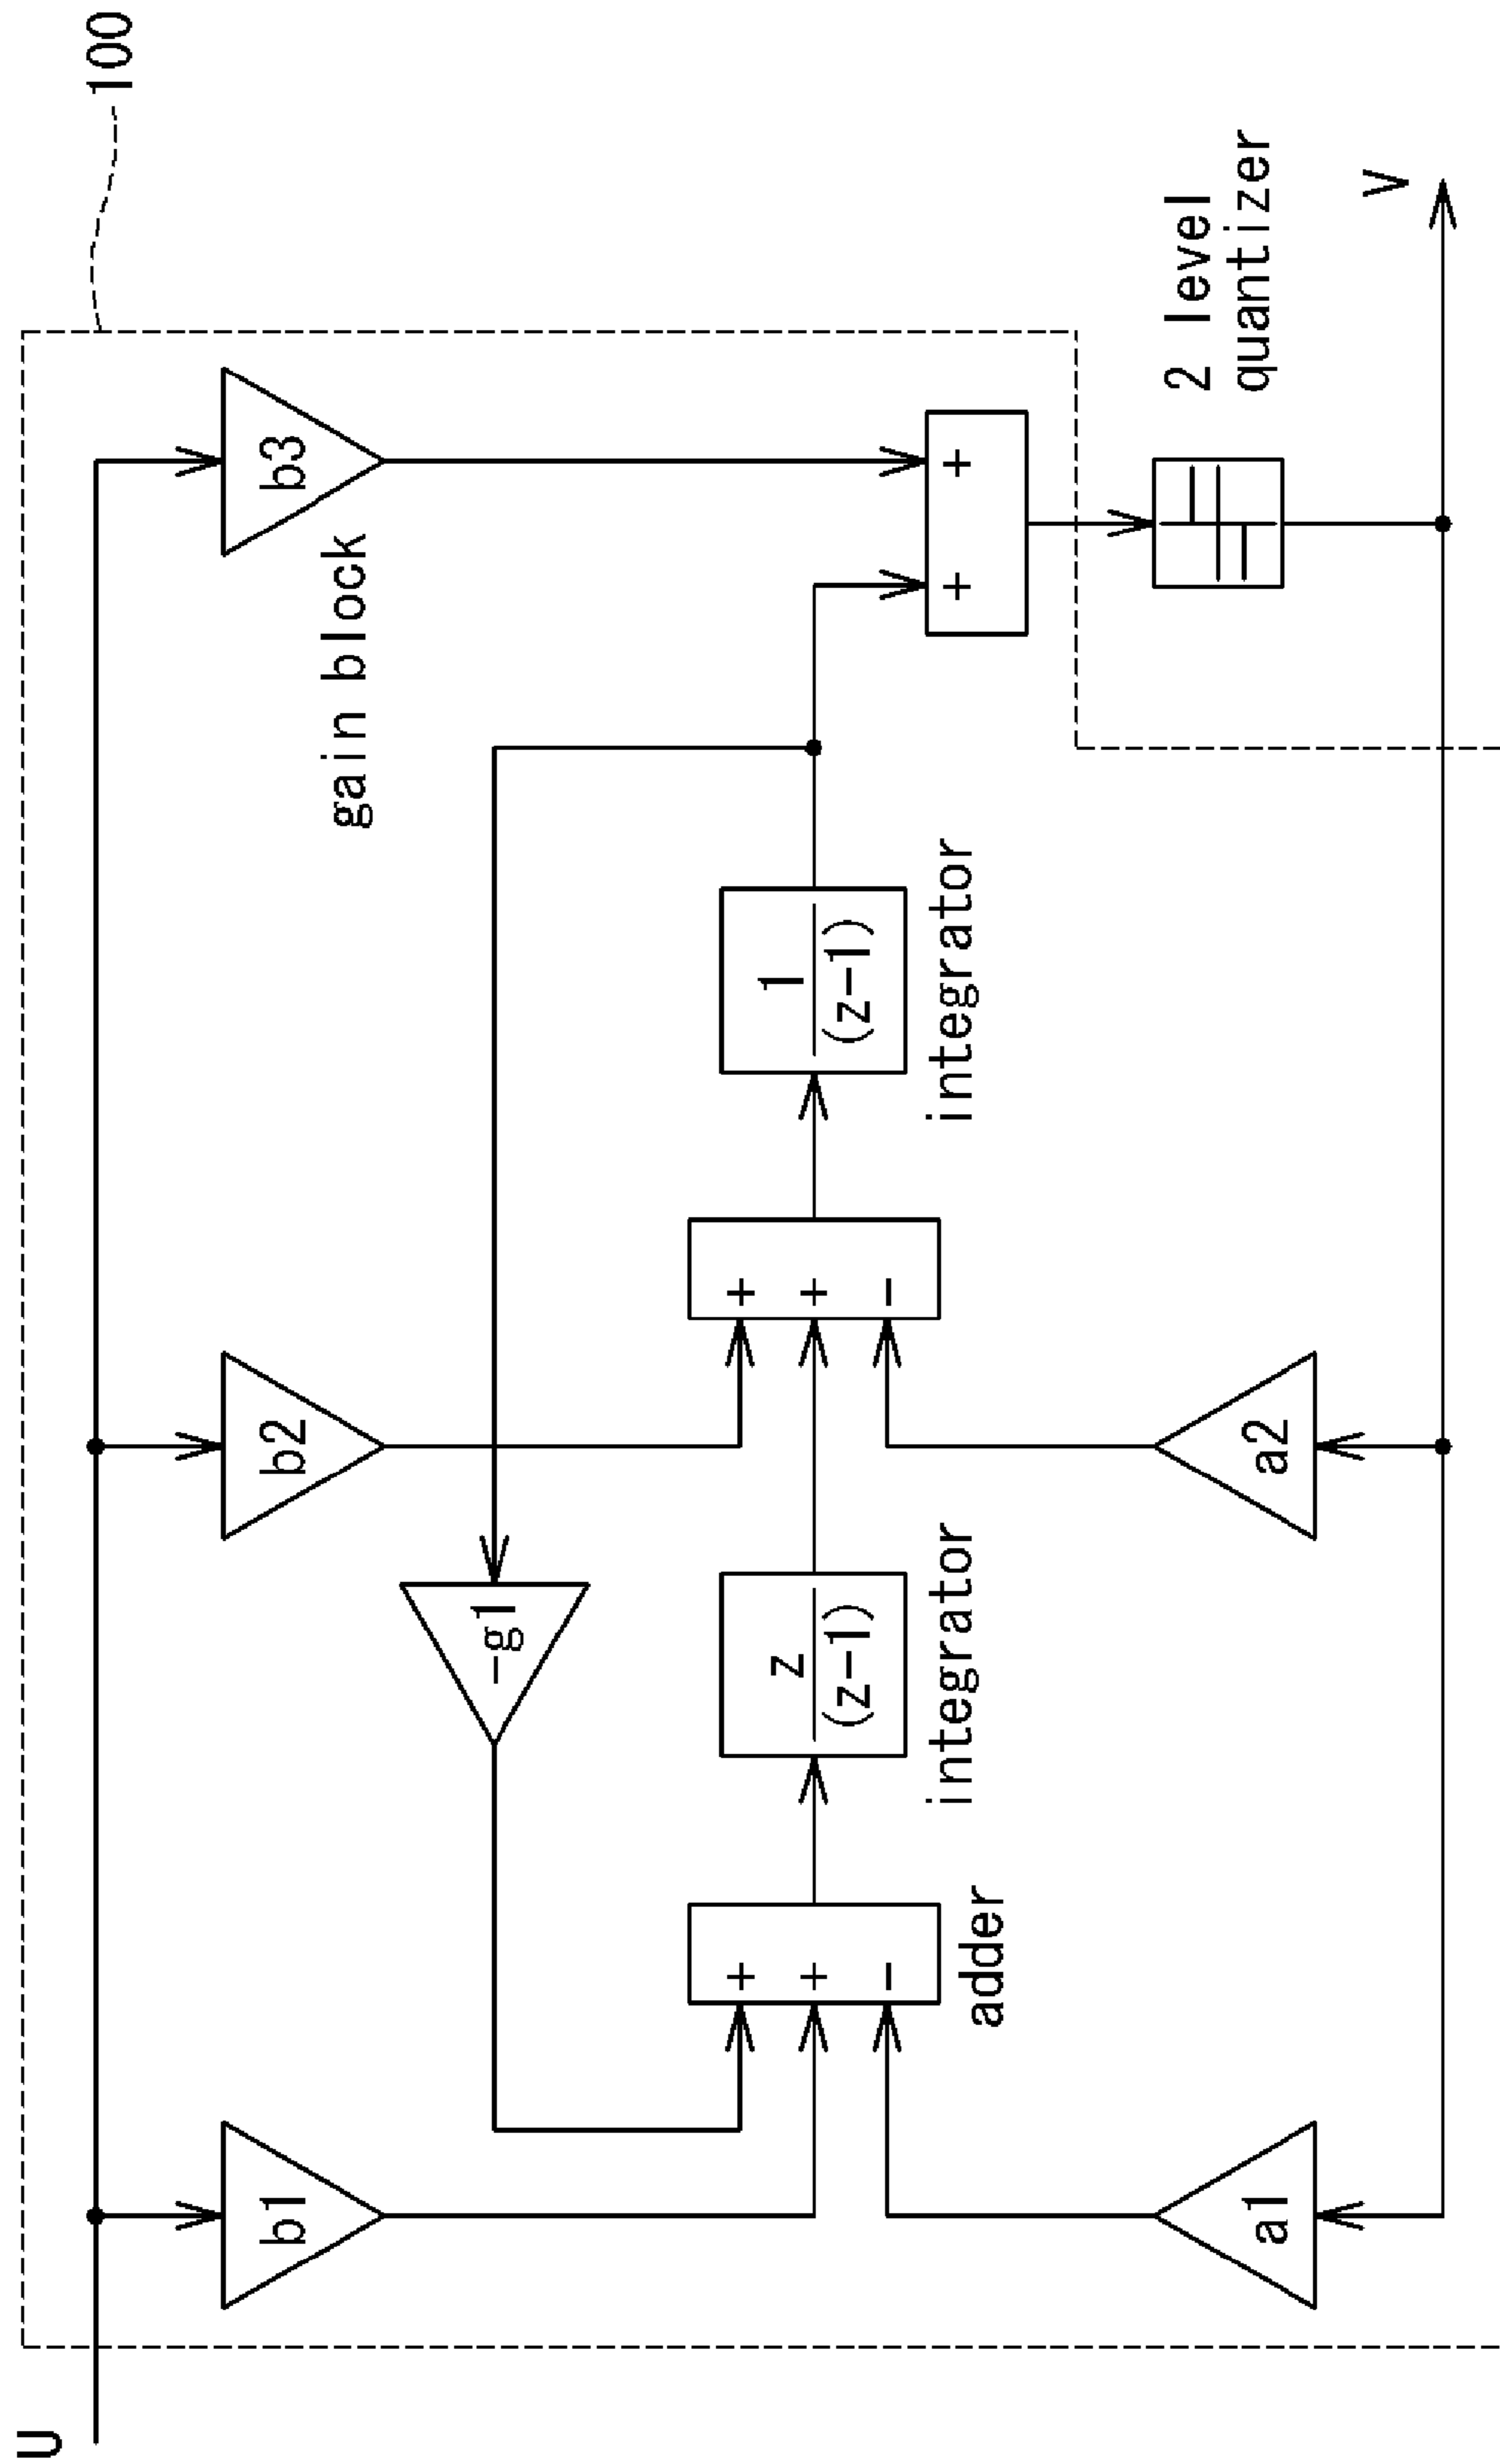 100
U
b1
b2
b3
gain block
-g1
+
+
-
adder
z
(z-1)
integrator
+
+
-
1
(z-1)
integrator
+
+
2 level
quantizer
a1
a2
V